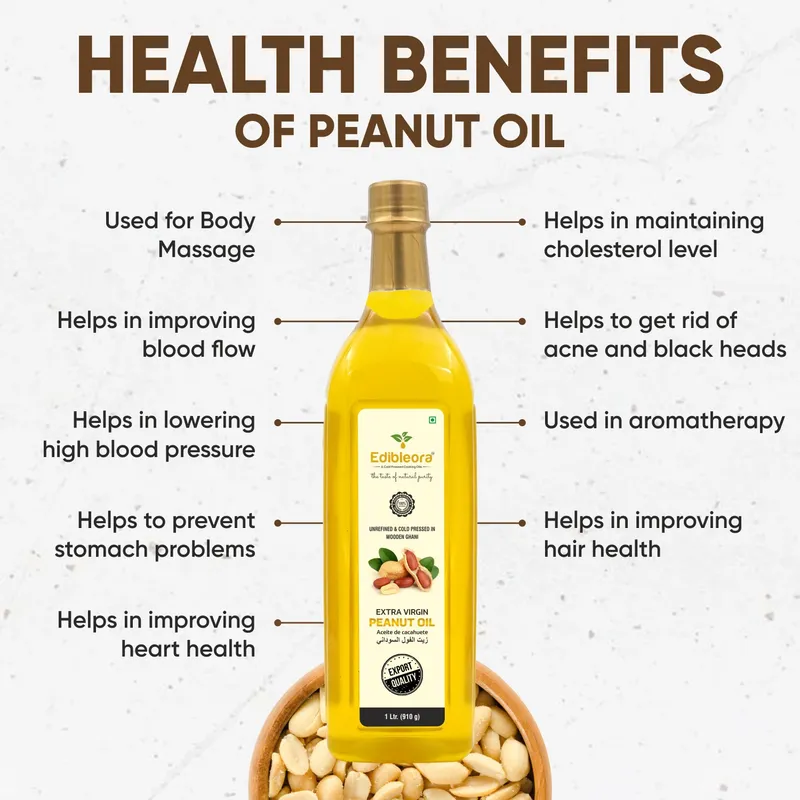 HEALTH BENEFITS
OF PEANUT OIL
Used for Body
Massage
Helps in improving
blood flow
Helps in lowering
high blood pressure
Helps to prevent
stomach problems
Helps in improving
heart health
Helps in maintaining
cholesterol level
Helps to get rid of
acne and black heads
Used in aromatherapy
Helps in improving
hair health
Edibleora®
the taste of natural purity
UNREFINED & COLD PRESSED IN
WOODEN GHANI
EXTRA VIRGIN
PEANUT OIL
Aceite de cacahuete
زيت الفول السوداني
EXPORT
QUALITY
1 Ltr. (910 g)